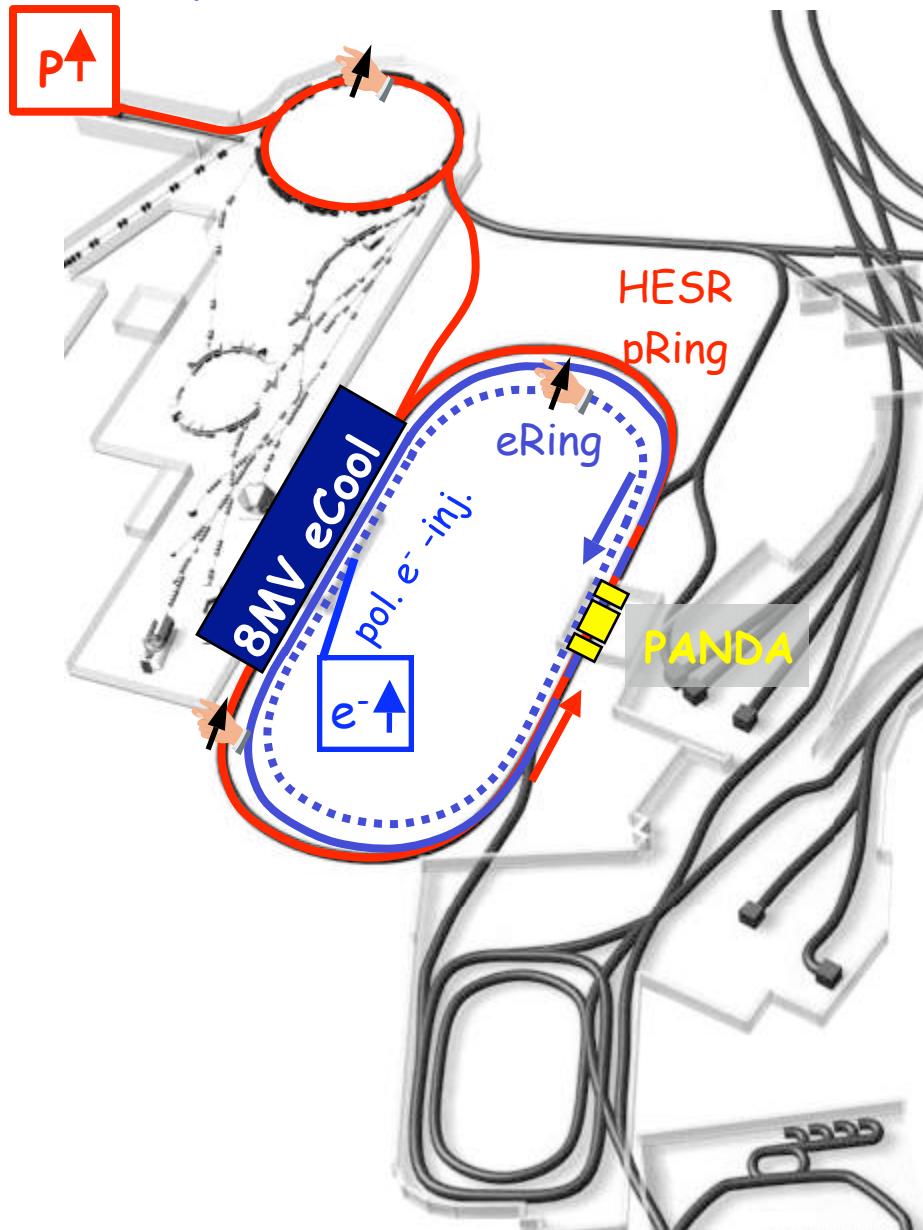 p
HESR
pRing
eRing
8MV eCool
pol. e⁻ -inj.
PANDA
e⁻